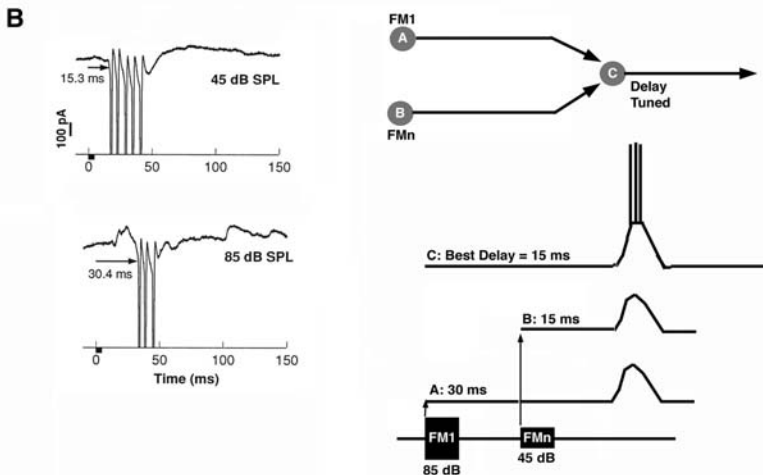 B
15.3 ms
45 dB SPL
100 pA
0 50 100 150
30.4 ms
85 dB SPL
0 50 100 150
Time (ms)
FM1
A
B
FMn
C
Delay
Tuned
C: Best Delay = 15 ms
B: 15 ms
A: 30 ms
FM1
FMn
85 dB
45 dB